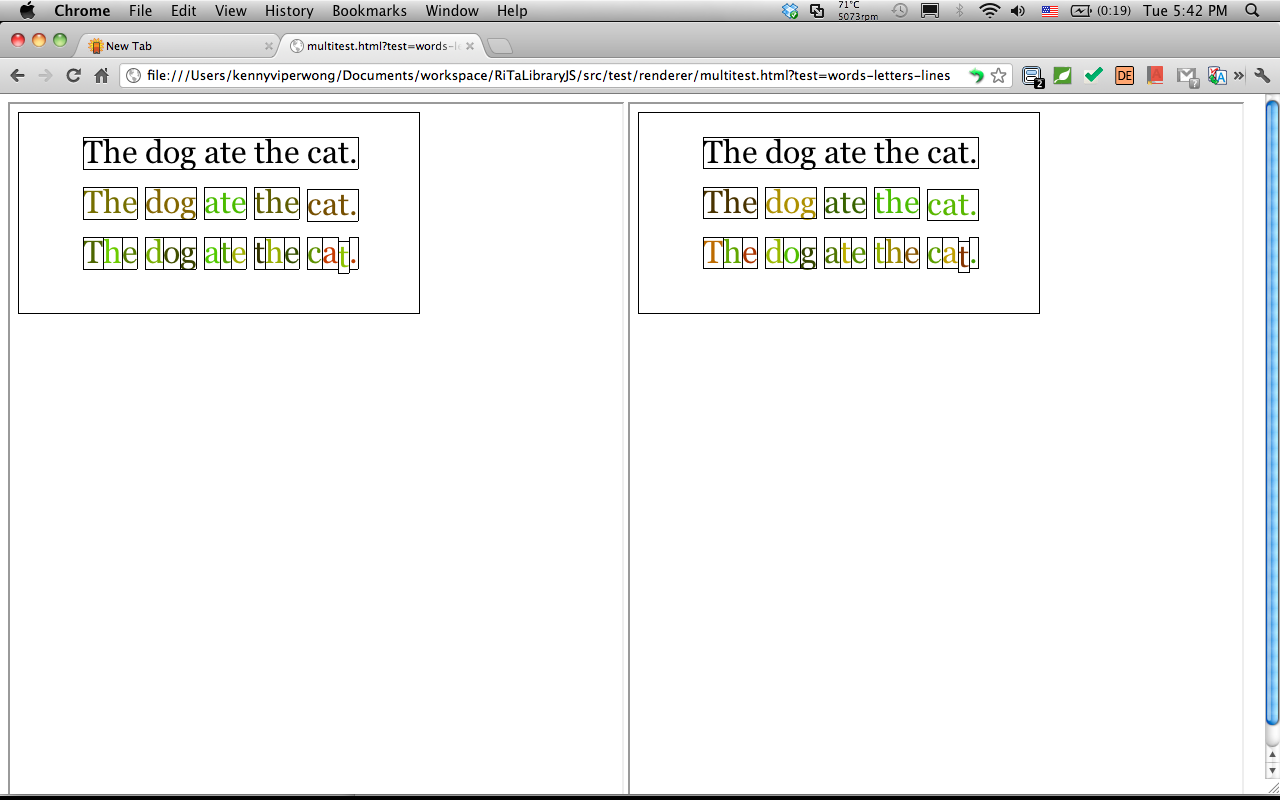 Chrome File Edit View History Bookmarks Window Help 71°C 5073rpm (0:19) Tue 5:42 PM
New Tab multitest.html?test=words-l
file:///Users/kennyviperwong/Documents/workspace/RiTaLibraryJS/src/test/renderer/multitest.html?test=words-letters-lines 2 DE ? A »
The dog ate the cat. The dog ate the cat.
The dog ate the cat. The dog ate the cat.
The dog ate the cat. The dog ate the cat.